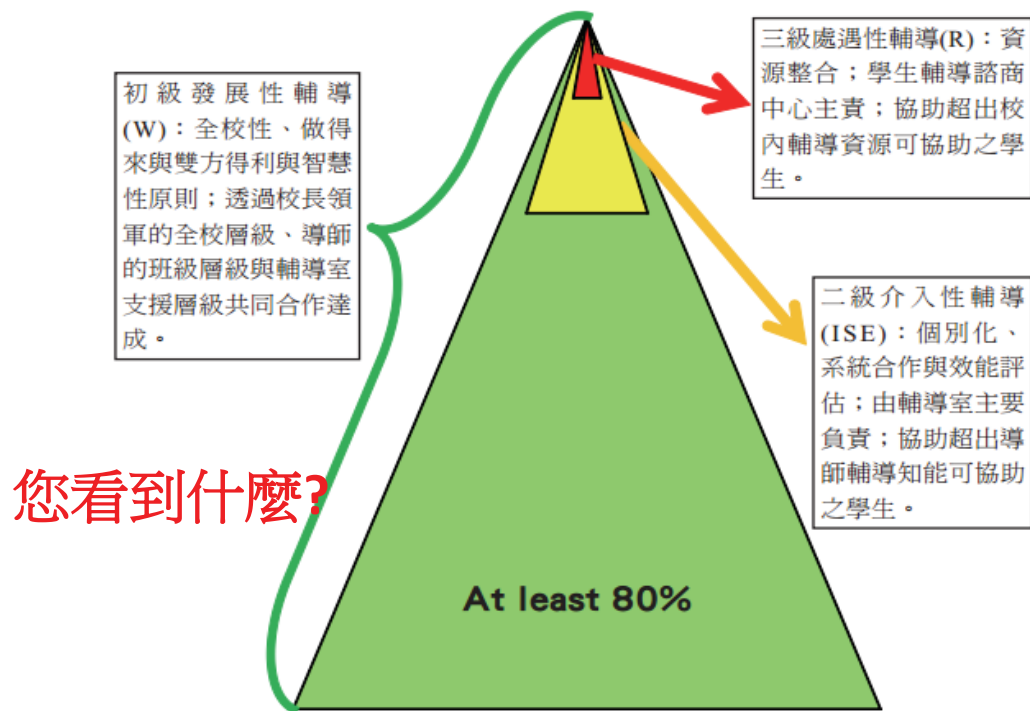 初級發展性輔導
(W)：全校性、做得
來與雙方得利與智慧
性原則；透過校長領
軍的全校層級、導師
的班級層級與輔導室
支援層級共同合作達
成。
三級處遇性輔導(R)：資
源整合；學生輔導諮商
中心主責；協助超出校
內輔導資源可協助之學
生。
二級介入性輔導
(ISE)：個別化、
系統合作與效能評
估；由輔導室主要
負責；協助超出導
師輔導知能可協助
之學生。
您看到什麼?
At least 80%